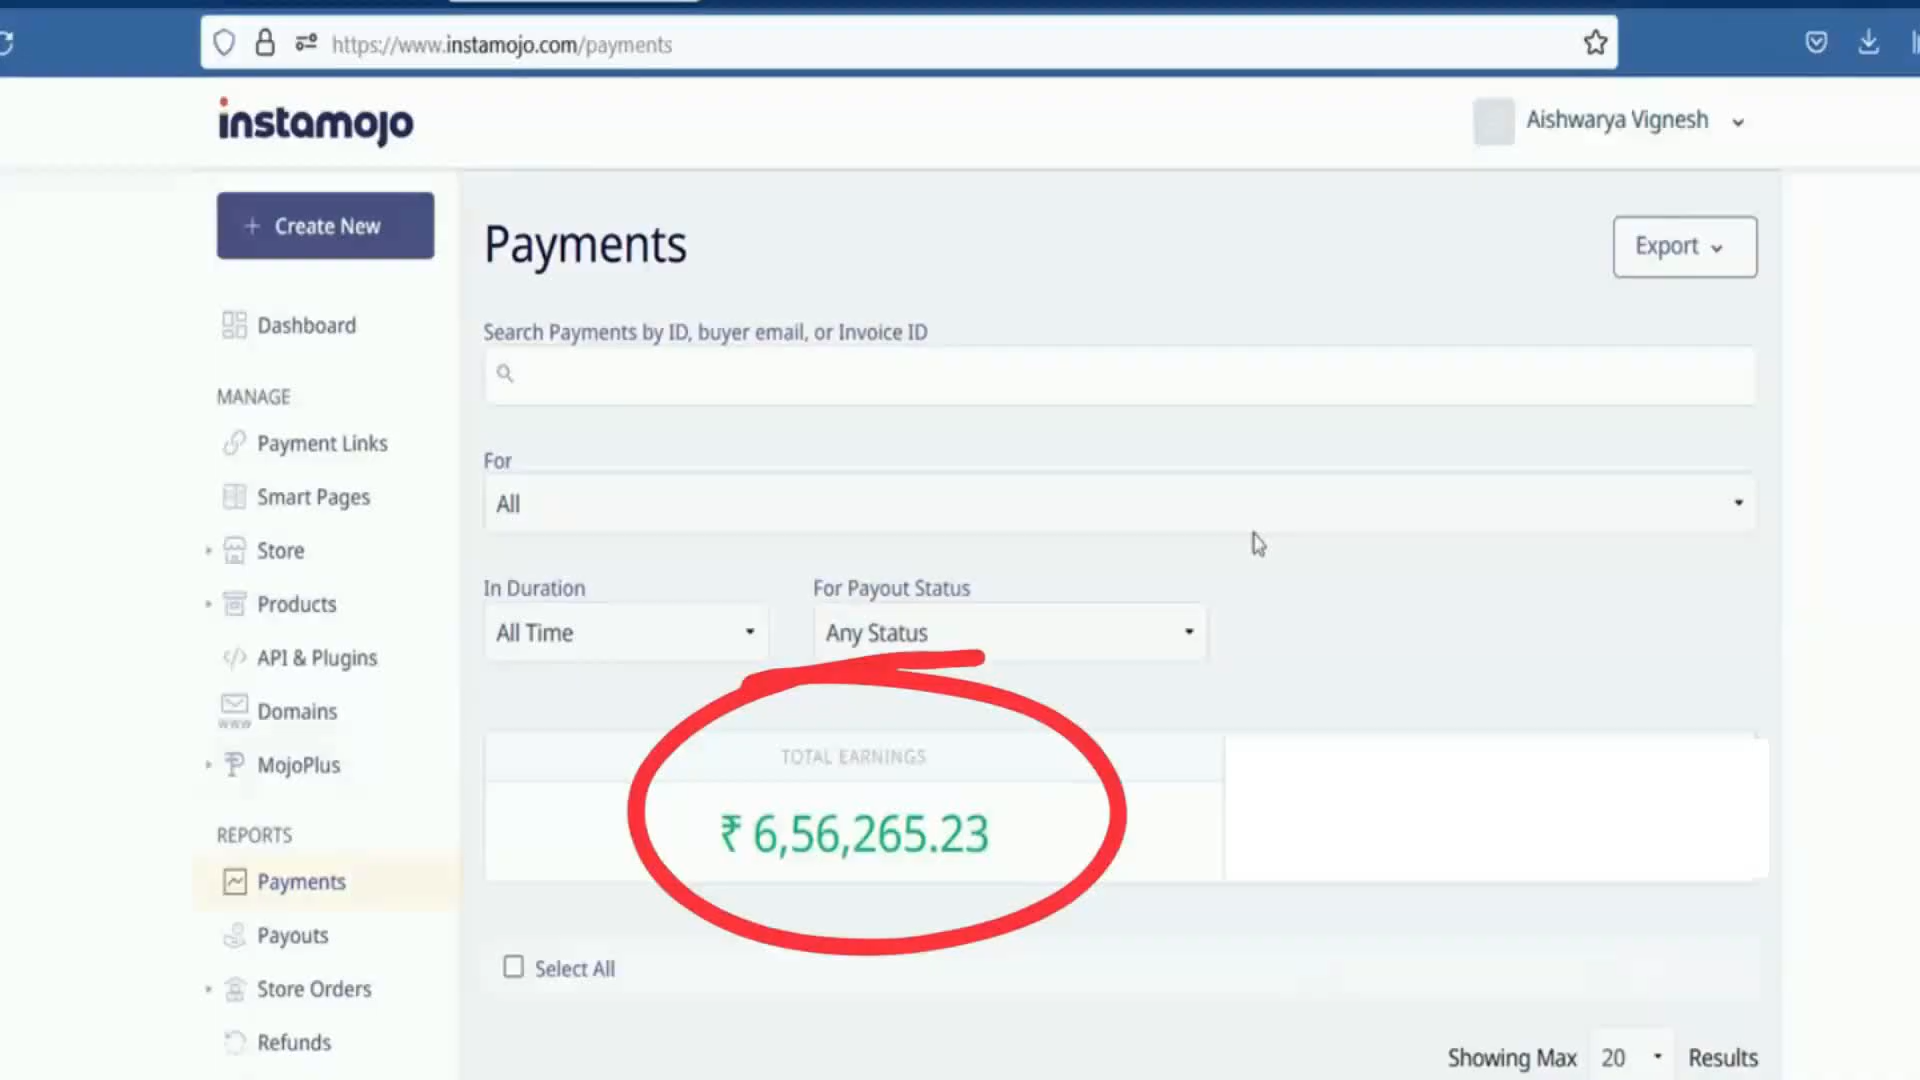 https://www.instamojo.com/payments
instamojo
Aishwarya Vignesh
+ Create New
Dashboard
MANAGE
Payment Links
Smart Pages
Store
Products
API & Plugins
www
Domains
MojoPlus
REPORTS
Payments
Payouts
Store Orders
Refunds
Payments
Export
Search Payments by ID, buyer email, or Invoice ID
For
All
In Duration
For Payout Status
All Time
Any Status
TOTAL EARNINGS
₹ 6,56,265.23
Select All
Showing Max 20 Results